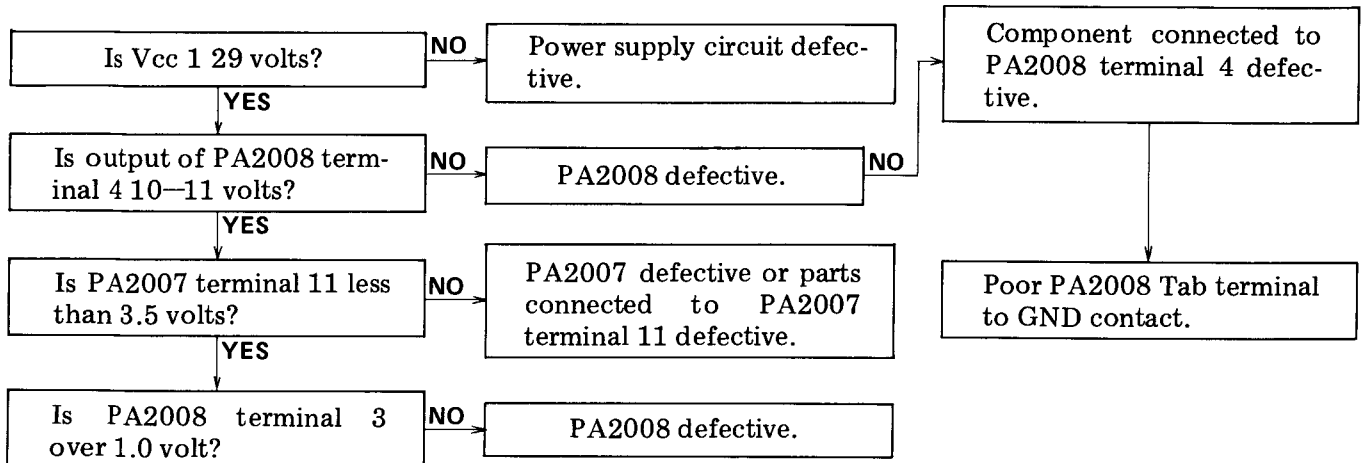 Is Vcc 1 29 volts?
NO
Power supply circuit defec-
tive.
YES
Is output of PA2008 term-
inal 4 10—11 volts?
NO
PA2008 defective.
NO
Component connected to
PA2008 terminal 4 defec-
tive.
Poor PA2008 Tab terminal
to GND contact.
YES
Is PA2007 terminal 11 less
than 3.5 volts?
NO
PA2007 defective or parts
connected to PA2007
terminal 11 defective.
YES
Is PA2008 terminal 3
over 1.0 volt?
NO
PA2008 defective.